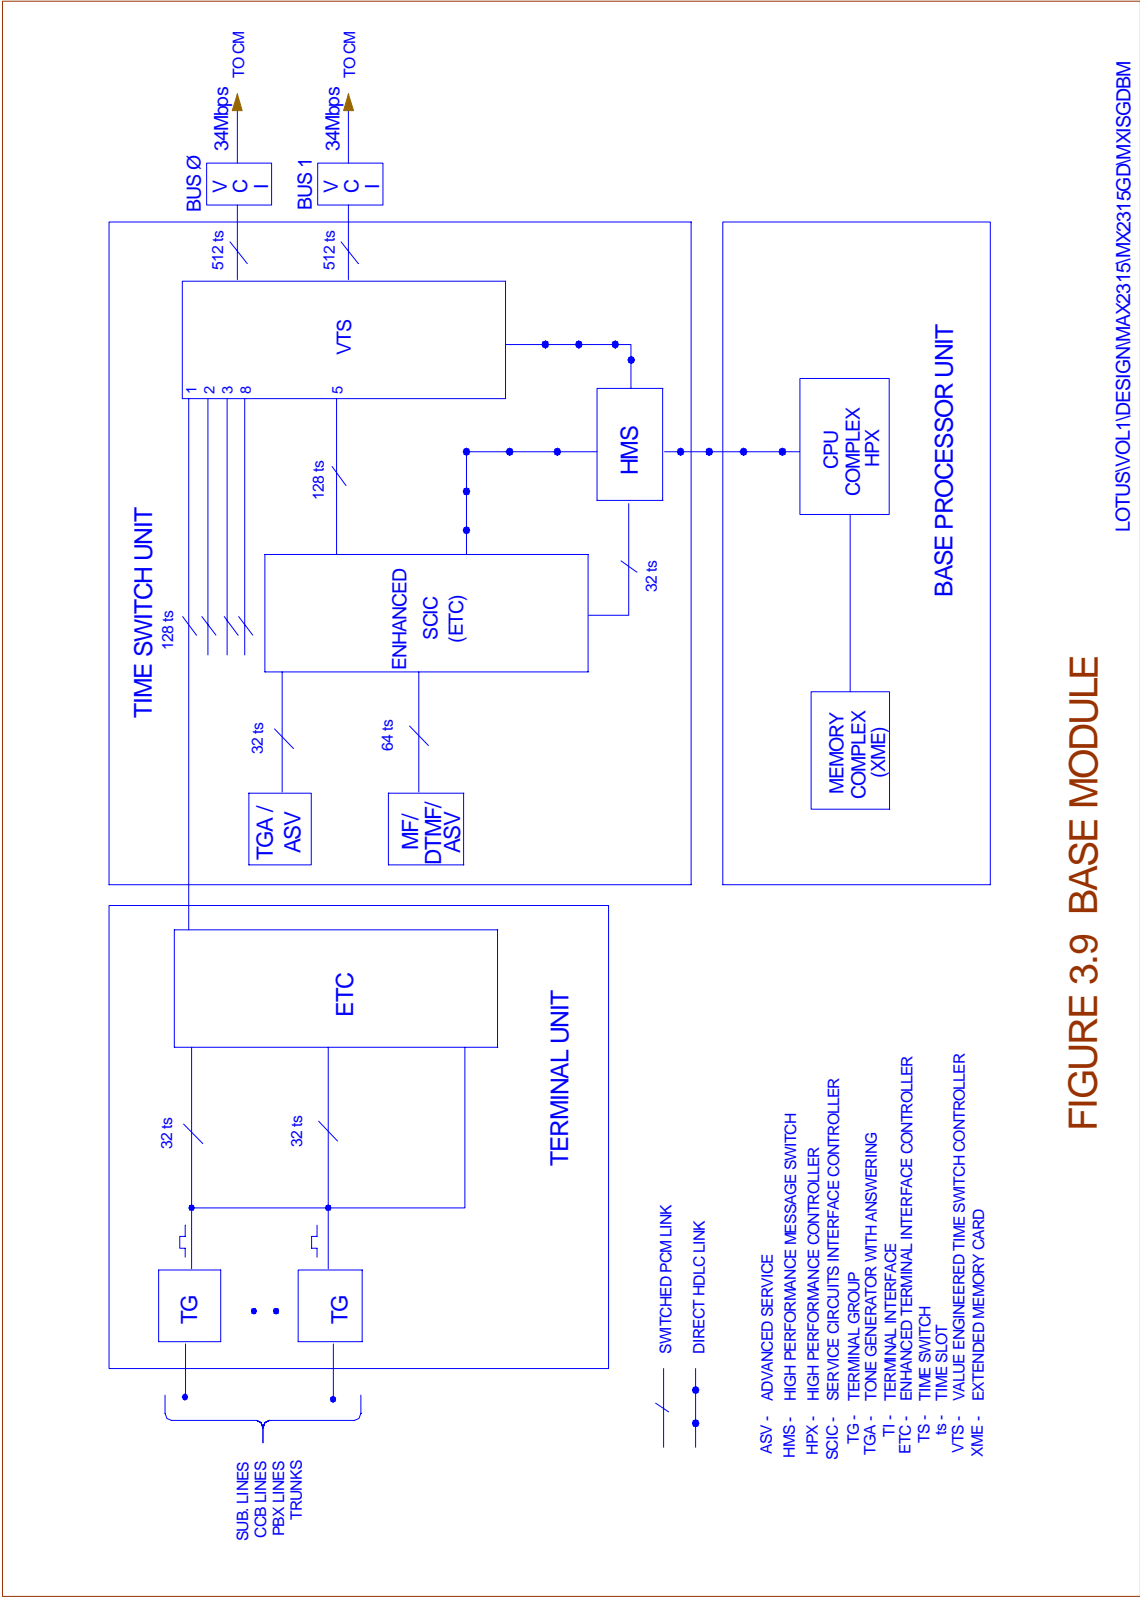 SUB. LINES
CCB LINES
PBX LINES
TRUNKS
TG
TG
32 ts
32 ts
ETC
TERMINAL UNIT
TIME SWITCH UNIT
128 ts
1
2
3
8
5
VTS
128 ts
ENHANCED
SCIC
(ETC)
32 ts
64 ts
TGA /
ASV
MF/
DTMF/
ASV
HMS
32 ts
512 ts
512 ts
BUS Ø
V
C
I
34Mbps
TO CM
BUS 1
V
C
I
34Mbps
TO CM
MEMORY
COMPLEX
(XME)
CPU
COMPLEX
HPX
BASE PROCESSOR UNIT
SWITCHED PCM LINK
DIRECT HDLC LINK
ASV - ADVANCED SERVICE
HMS - HIGH PERFORMANCE MESSAGE SWITCH
HPX - HIGH PERFORMANCE CONTROLLER
SCIC - SERVICE CIRCUITS INTERFACE CONTROLLER
TG - TERMINAL GROUP
TGA - TONE GENERATOR WITH ANSWERING
TI - TERMINAL INTERFACE
ETC - ENHANCED TERMINAL INTERFACE CONTROLLER
TS - TIME SWITCH
ts - TIME SLOT
VTS - VALUE ENGINEERED TIME SWITCH CONTROLLER
XME - EXTENDED MEMORY CARD
FIGURE 3.9 BASE MODULE
LOTUS\VOL1\DESIGN\MAX2315\MX2315GD\MXISGDBM